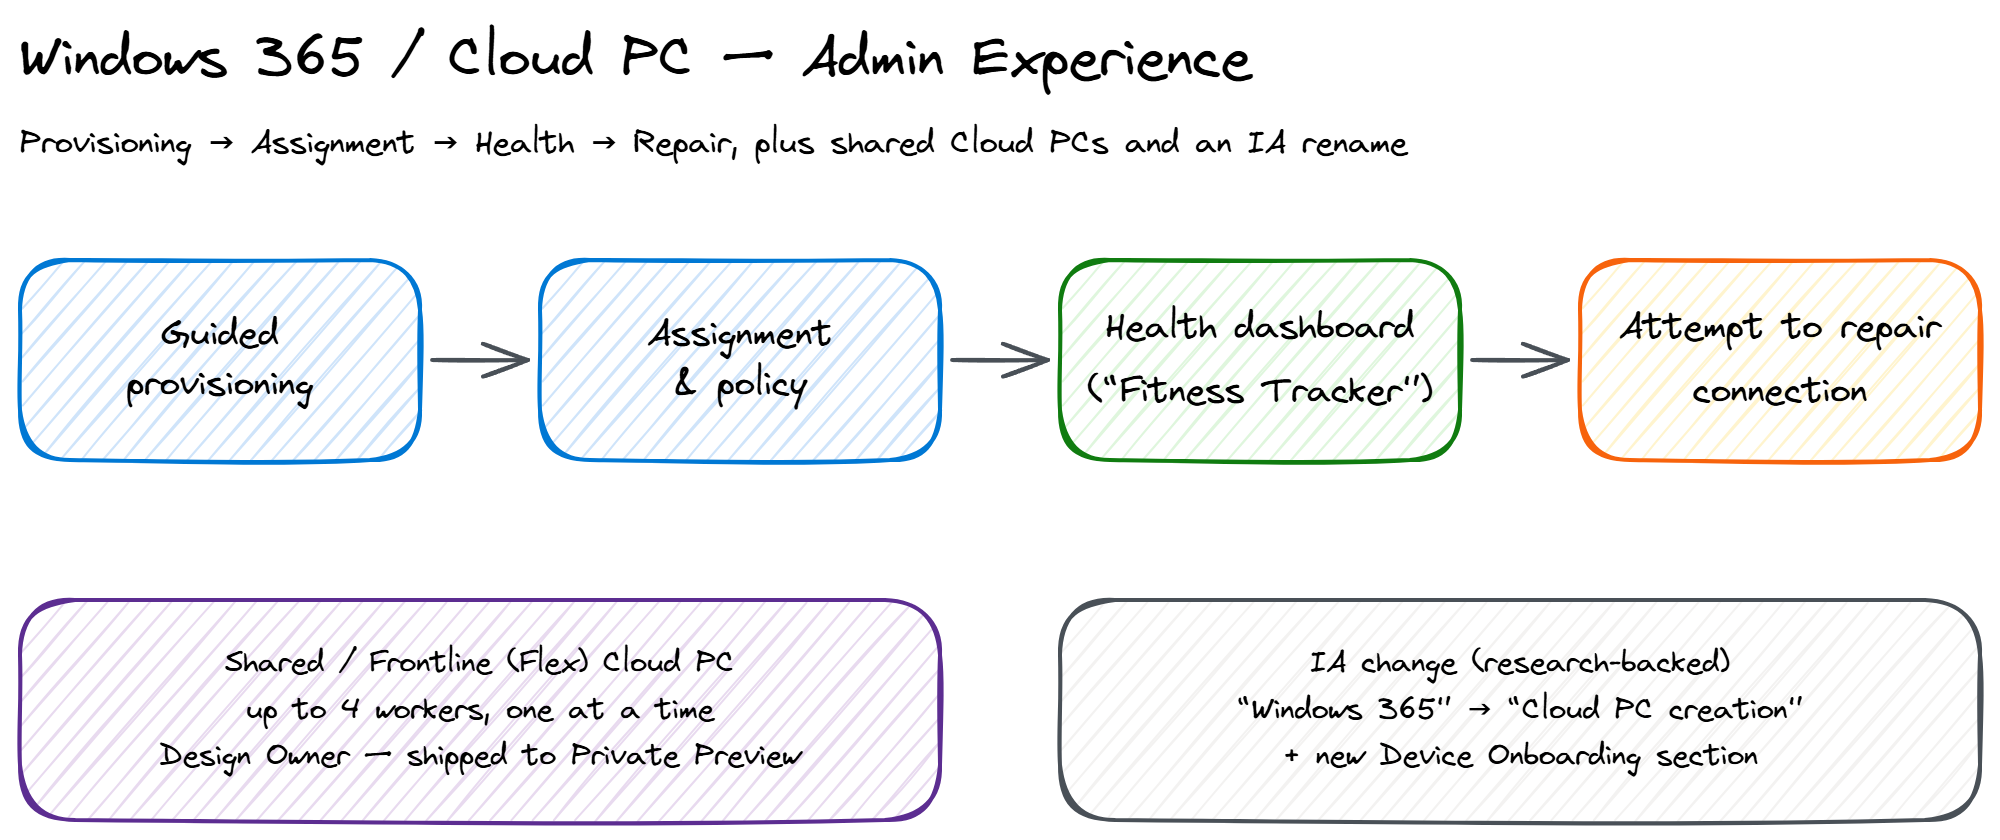 Windows 365 / Cloud PC — Admin Experience
Provisioning → Assignment → Health → Repair, plus shared Cloud PCs and an IA rename
Guided
provisioning
Assignment
& policy
Health dashboard
(“Fitness Tracker”)
Attempt to repair
connection
Shared / Frontline (Flex) Cloud PC
up to 4 workers, one at a time
Design Owner — shipped to Private Preview
IA change (research-backed)
“Windows 365” → “Cloud PC creation”
+ new Device Onboarding section